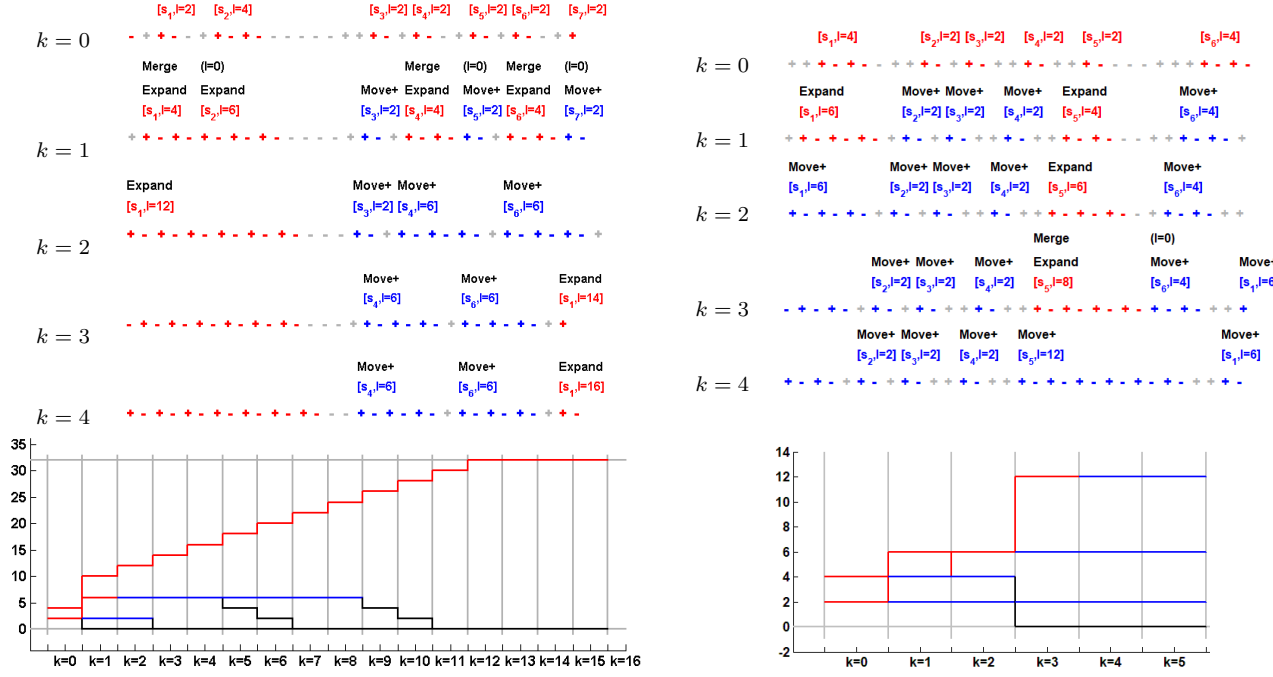 [s1,l=2] [s2,l=4] [s3,l=2] [s4,l=2] [s5,l=2] [s6,l=2] [s7,l=2]
k = 0
Merge (l=0) Merge (l=0) Merge (l=0)
Expand Expand Move+ Expand Move+ Expand Move+
[s1,l=4] [s2,l=6] [s3,l=2] [s4,l=4] [s5,l=2] [s6,l=4] [s7,l=2]
k = 1
Expand Move+ Move+ Move+
[s1,l=12] [s3,l=2] [s4,l=6] [s6,l=6]
k = 2
Move+ Move+ Expand
[s4,l=6] [s6,l=6] [s1,l=14]
k = 3
Move+ Move+ Expand
[s4,l=6] [s6,l=6] [s1,l=16]
k = 4
35
30
25
20
15
10
5
0
k=0 k=1 k=2 k=3 k=4 k=5 k=6 k=7 k=8 k=9 k=10 k=11 k=12 k=13 k=14 k=15 k=16
[s1,l=4] [s2,l=2] [s3,l=2] [s4,l=2] [s5,l=2] [s6,l=4]
k = 0
Expand Move+ Move+ Move+ Expand Move+
[s1,l=6] [s2,l=2] [s3,l=2] [s4,l=2] [s5,l=4] [s6,l=4]
k = 1
Move+ Move+ Move+ Move+ Expand Move+
[s1,l=6] [s2,l=2] [s3,l=2] [s4,l=2] [s5,l=6] [s6,l=4]
k = 2
Merge (l=0)
Move+ Move+ Move+ Expand Move+ Move+
[s2,l=2] [s3,l=2] [s4,l=2] [s5,l=8] [s6,l=4] [s1,l=6
k = 3
Move+ Move+ Move+ Move+ Move+
[s2,l=2] [s3,l=2] [s4,l=2] [s5,l=12] [s1,l=6]
k = 4
14
12
10
8
6
4
2
0
-2
k=0 k=1 k=2 k=3 k=4 k=5